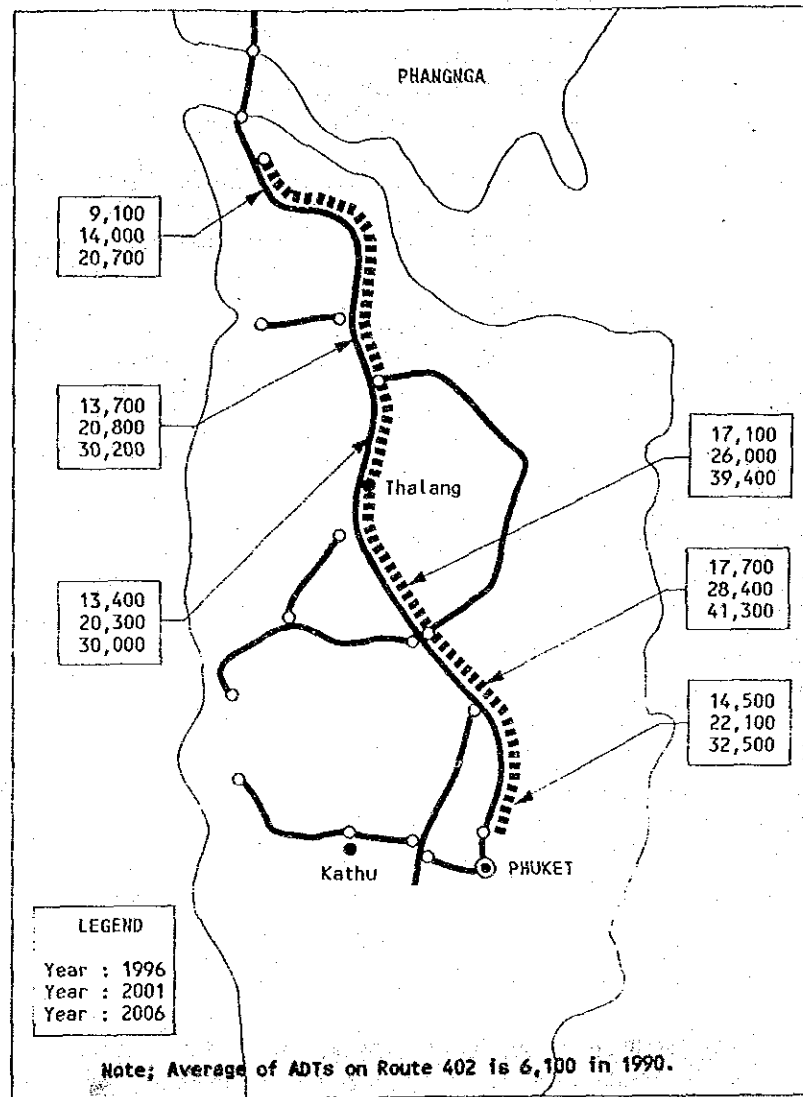 PHANGNGA
9,100
14,000
20,700
13,700
20,800
30,200
17,100
26,000
39,400
Thalang
13,400
20,300
30,000
17,700
28,400
41,300
14,500
22,100
32,500
Kathu
PHUKET
LEGEND
Year : 1996
Year : 2001
Year : 2006
Note; Average of ADTs on Route 402 is 6,100 in 1990.